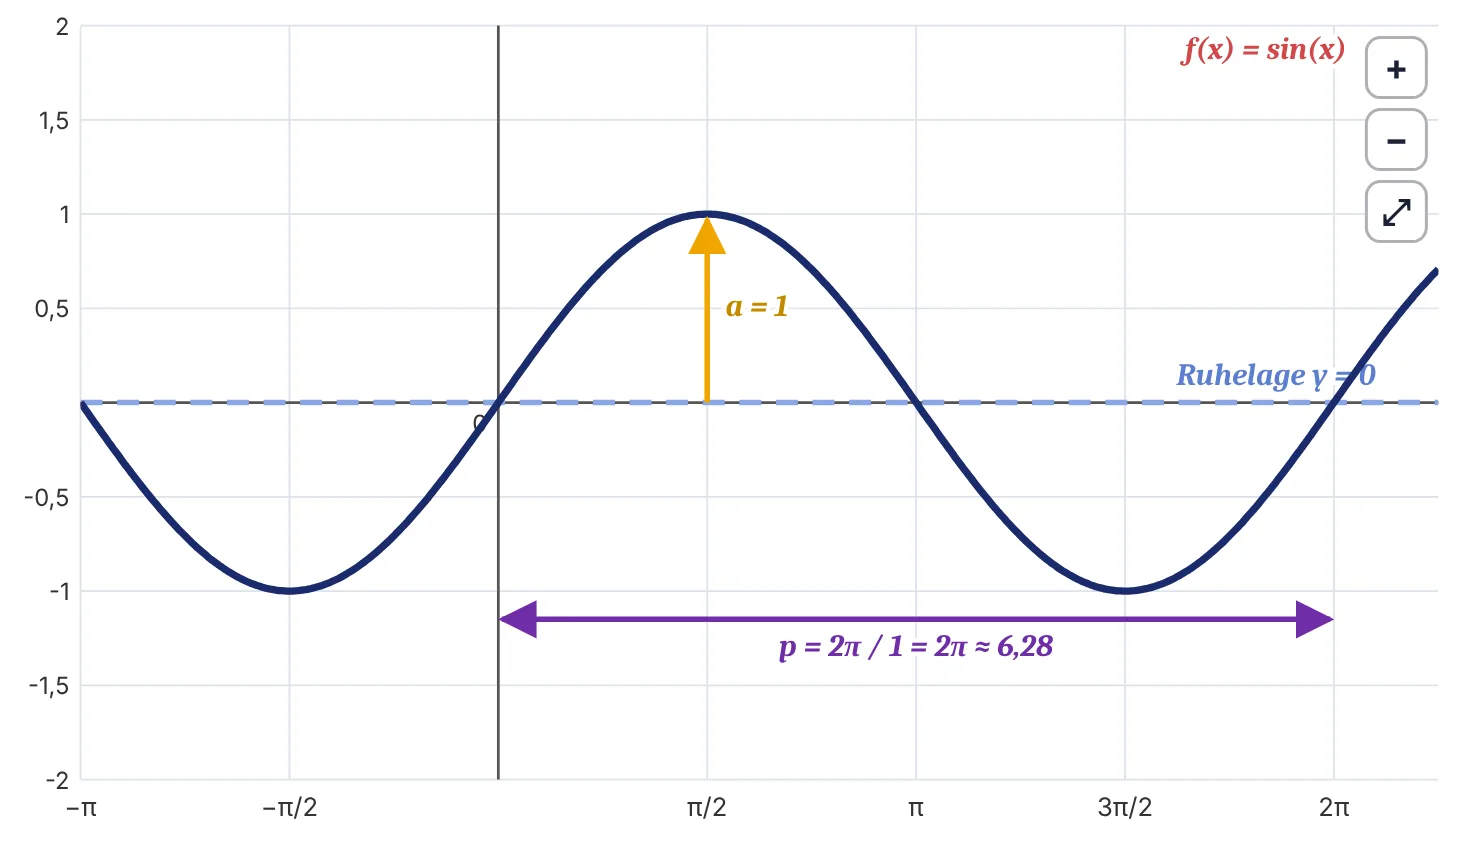 2
f(x) = sin(x)
+
1,5
−
1
0,5
a = 1
Ruhelage y = 0
0
-0,5
-1
p = 2π / 1 = 2π ≈ 6,28
-1,5
-2
−π −π/2 π/2 π 3π/2 2π